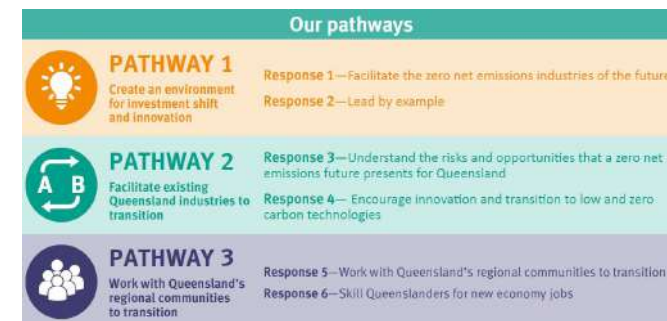 Our pathways
PATHWAY 1
Create an environment
for investment shift
and innovation
Response 1—Facilitate the zero net emissions industries of the future
Response 2—Lead by example
A B
PATHWAY 2
Facilitate existing
Queensland industries to
transition
Response 3—Understand the risks and opportunities that a zero net
emissions future presents for Queensland
Response 4— Encourage innovation and transition to low and zero
carbon technologies
PATHWAY 3
Work with Queensland's
regional communities
to transition
Response 5—Work with Queensland's regional communities to transition
Response 6—Skill Queenslanders for new economy jobs